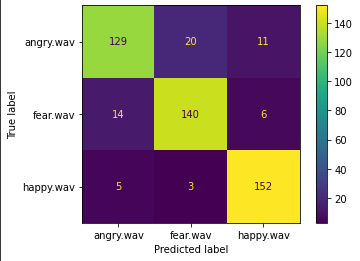 angry.wav 129 20 11
fear.wav 14 140 6
happy.wav 5 3 152
angry.wav fear.wav happy.wav
Predicted label
True label
140
120
100
80
60
40
20